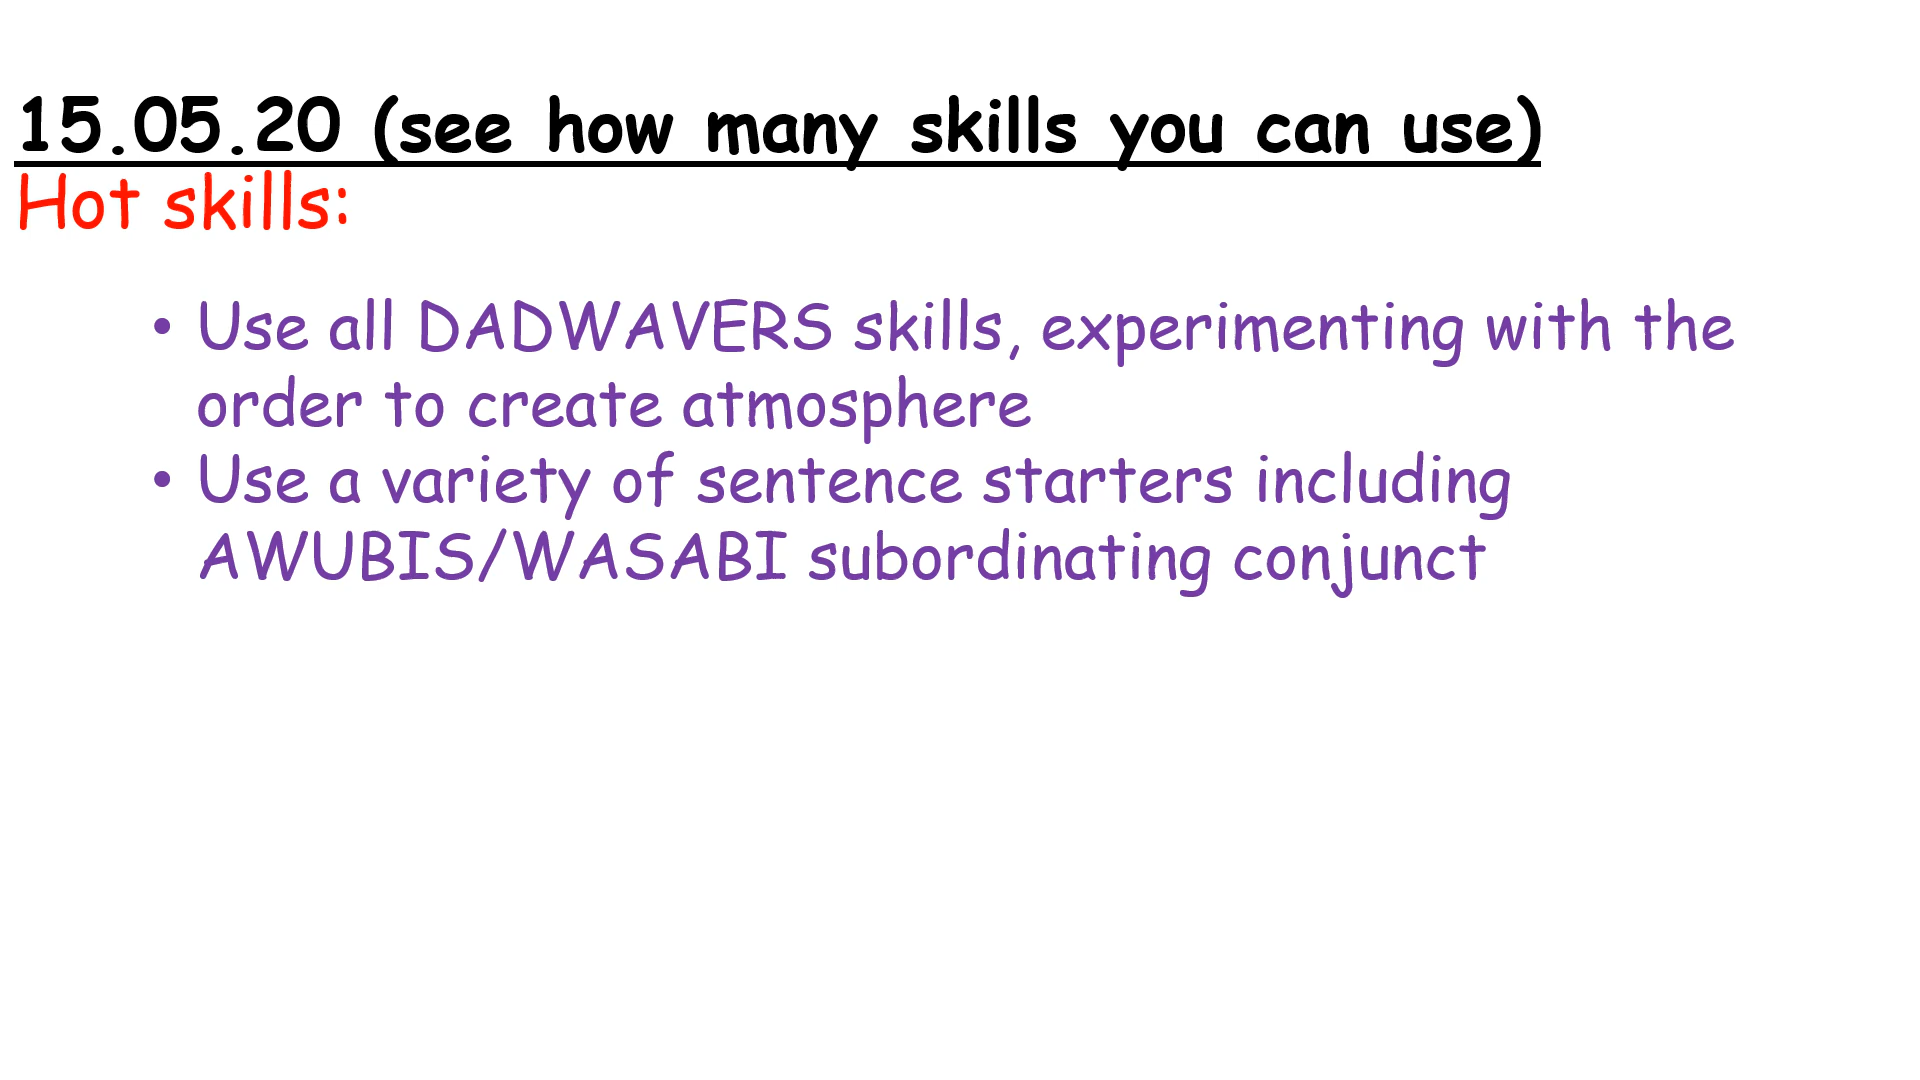 15.05.20 (see how many skills you can use)
Hot skills:
• Use all DADWAVERS skills, experimenting with the
order to create atmosphere
• Use a variety of sentence starters including
AWUBIS/WASABI subordinating conjunct